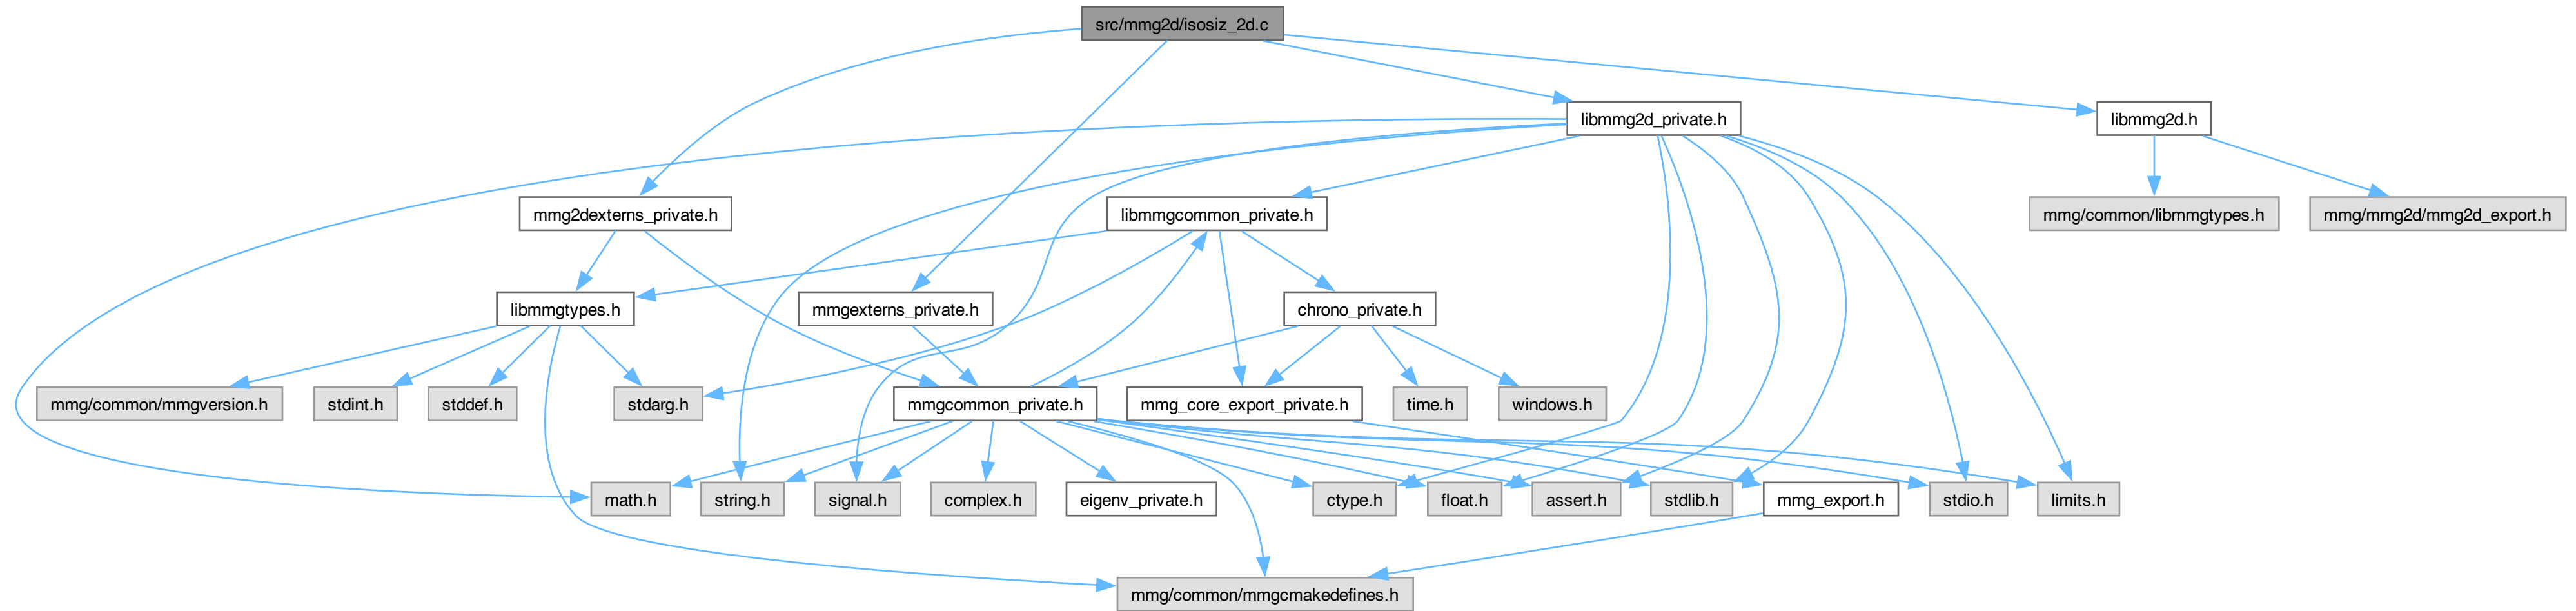 src/mmg2d/isosiz_2d.c
libmmg2d_private.h
libmmg2d.h
mmg2dexterns_private.h
libmmgcommon_private.h
mmg/common/libmmgtypes.h
mmg/mmg2d/mmg2d_export.h
libmmgtypes.h
mmgexterns_private.h
chrono_private.h
mmg/common/mmgversion.h
stdint.h
stddef.h
stdarg.h
mmgcommon_private.h
mmg_core_export_private.h
time.h
windows.h
math.h
string.h
signal.h
complex.h
eigenv_private.h
ctype.h
float.h
assert.h
stdlib.h
mmg_export.h
stdio.h
limits.h
mmg/common/mmgcmakedefines.h